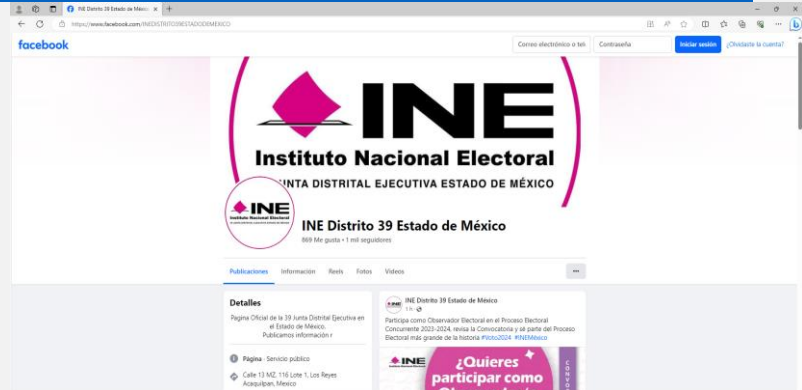 INE Distrito 39 Estado de Méxic
https://www.facebook.com/INEDISTRITO39ESTADODEMEXICO
facebook
Correo electrónico o telé
Contraseña
Iniciar sesión
¿Olvidaste la cuenta?
INE
Instituto Nacional Electoral
JUNTA DISTRITAL EJECUTIVA ESTADO DE MÉXICO
INE
Instituto Nacional Electoral
INE Distrito 39 Estado de México
869 Me gusta • 1 mil seguidores
Publicaciones Información Reels Fotos Videos
Detalles
Pagina Oficial de la 39 Junta Distrital Ejecutiva en
el Estado de México.
Publicamos información r
Página · Servicio público
Calle 13 MZ. 116 Lote 1, Los Reyes
Acaquilpan, Mexico
INE Distrito 39 Estado de México
1 h
Participa como Observador Electoral en el Proceso Electoral
Concurrente 2023-2024, revisa la Convocatoria y sé parte del Proceso
Electoral más grande de la historia #Voto2024 #INEMéxico
INE
¿Quieres
participar como